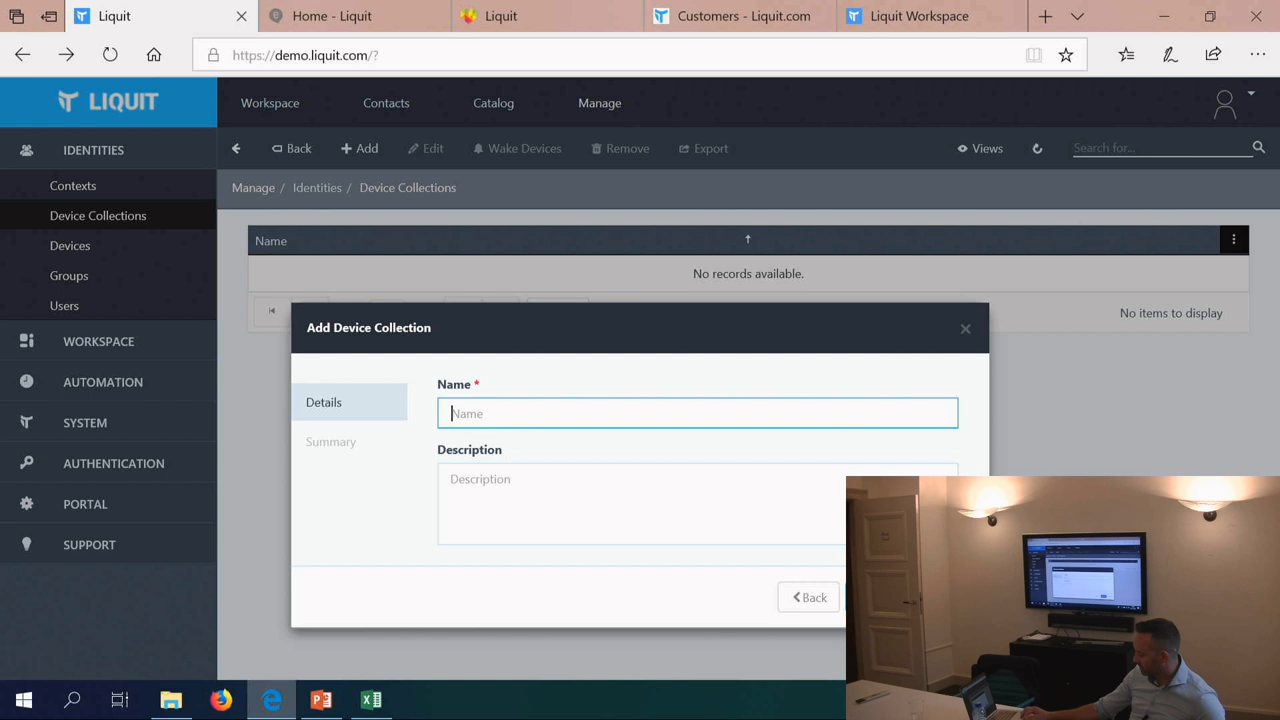 Liquit
Home - Liquit
Liquit
Customers - Liquit.com
Liquit Workspace
https://demo.liquit.com/?
LIQUIT
Workspace
Contacts
Catalog
Manage
IDENTITIES
Back
Add
Edit
Wake Devices
Remove
Export
Views
Search for...
Contexts
Manage / Identities / Device Collections
Device Collections
Devices
Groups
Users
Name
No records available.
No items to display
WORKSPACE
AUTOMATION
SYSTEM
AUTHENTICATION
PORTAL
SUPPORT
Add Device Collection
Details
Summary
Name *
Name
Description
Description
Back